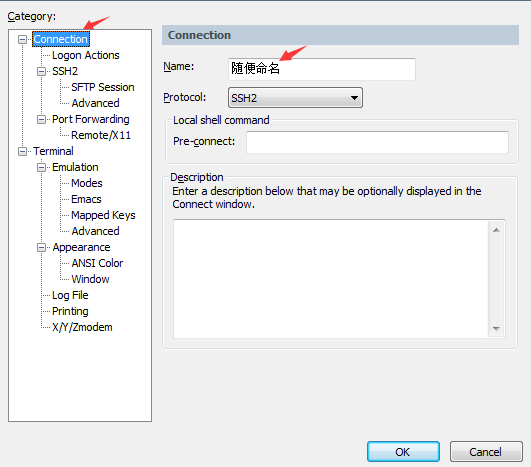 Category:
Connection
Logon Actions
SSH2
SFTP Session
Advanced
Port Forwarding
Remote/X11
Terminal
Emulation
Modes
Emacs
Mapped Keys
Advanced
Appearance
ANSI Color
Window
Log File
Printing
X/Y/Zmodem
Connection
Name: 随便命名
Protocol: SSH2
Local shell command
Pre-connect:
Description
Enter a description below that may be optionally displayed in the
Connect window.
OK Cancel